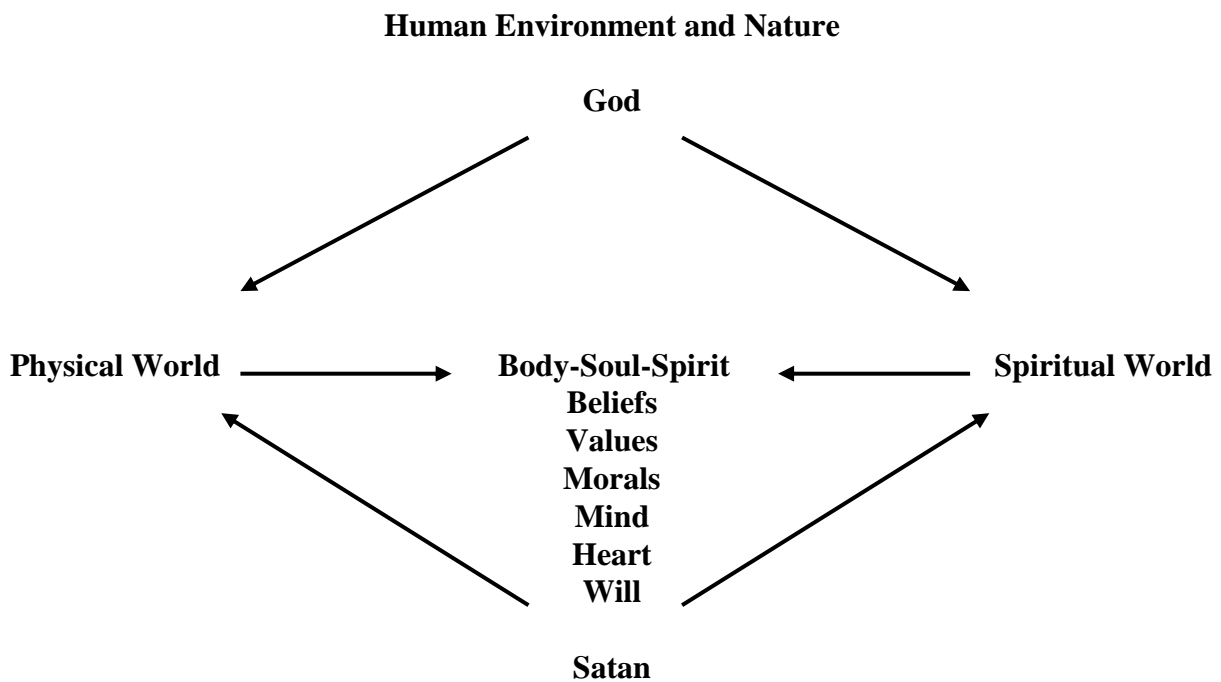 Human Environment and Nature
God
Physical World
Body-Soul-Spirit
Spiritual World
Beliefs
Values
Morals
Mind
Heart
Will
Satan